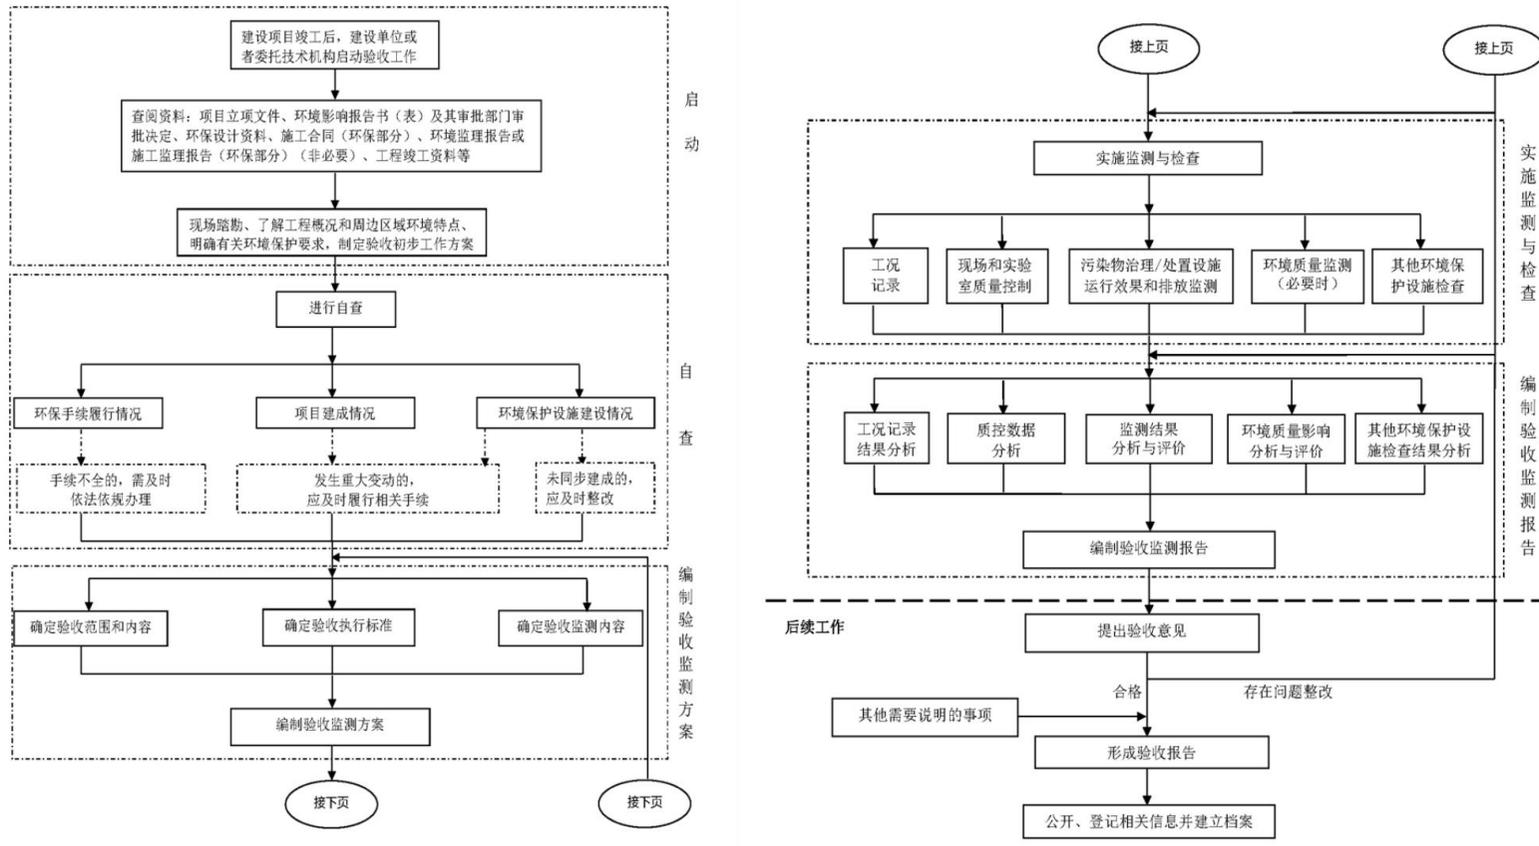 建设项目竣工后，建设单位或
者委托技术机构启动验收工作
查阅资料：项目立项文件、环境影响报告书（表）及其审批部门审
批决定、环保设计资料、施工合同（环保部分）、环境监理报告或
施工监理报告（环保部分）（非必要）、工程竣工资料等
现场踏勘、了解工程概况和周边区域环境特点、
明确有关环境保护要求，制定验收初步工作方案
启动
进行自查
环保手续履行情况
项目建成情况
环境保护设施建设情况
手续不全的，需及时
依法依规办理
发生重大变动的，
应及时履行相关手续
未同步建成的，
应及时整改
自查
确定验收范围和内容
确定验收执行标准
确定验收监测内容
编制验收监测方案
编制验收监测方案
接下页
接下页
接上页
接上页
实施监测与检查
工况
记录
现场和实验
室质量控制
污染物治理/处置设施
运行效果和排放监测
环境质量监测
（必要时）
其他环境保
护设施检查
实施监测与检查
工况记录
结果分析
质控数据
分析
监测结果
分析与评价
环境质量影响
分析与评价
其他环境保护设
施检查结果分析
编制验收监测报告
编制验收监测报告
后续工作
提出验收意见
合格
存在问题整改
其他需要说明的事项
形成验收报告
公开、登记相关信息并建立档案